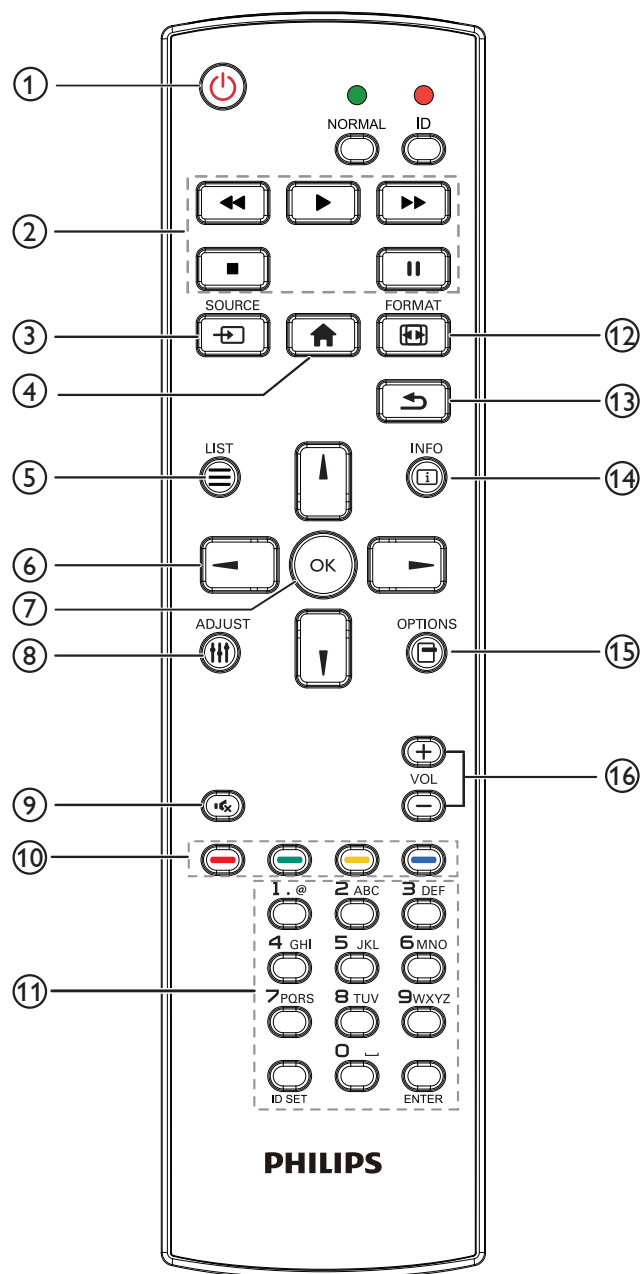 ①
NORMAL ID
②
SOURCE FORMAT
③ ⑫
④
⑬
LIST INFO
⑤ i ⑭
⑥ OK
⑦
ADJUST OPTIONS
⑧ ⑮
+
VOL ⑯
⑨ −
⑩
1 . @ 2 ABC 3 DEF
4 GHI 5 JKL 6 MNO
⑪
7 PQRS 8 TUV 9 WXYZ
0 ⎵
ID SET ENTER
PHILIPS